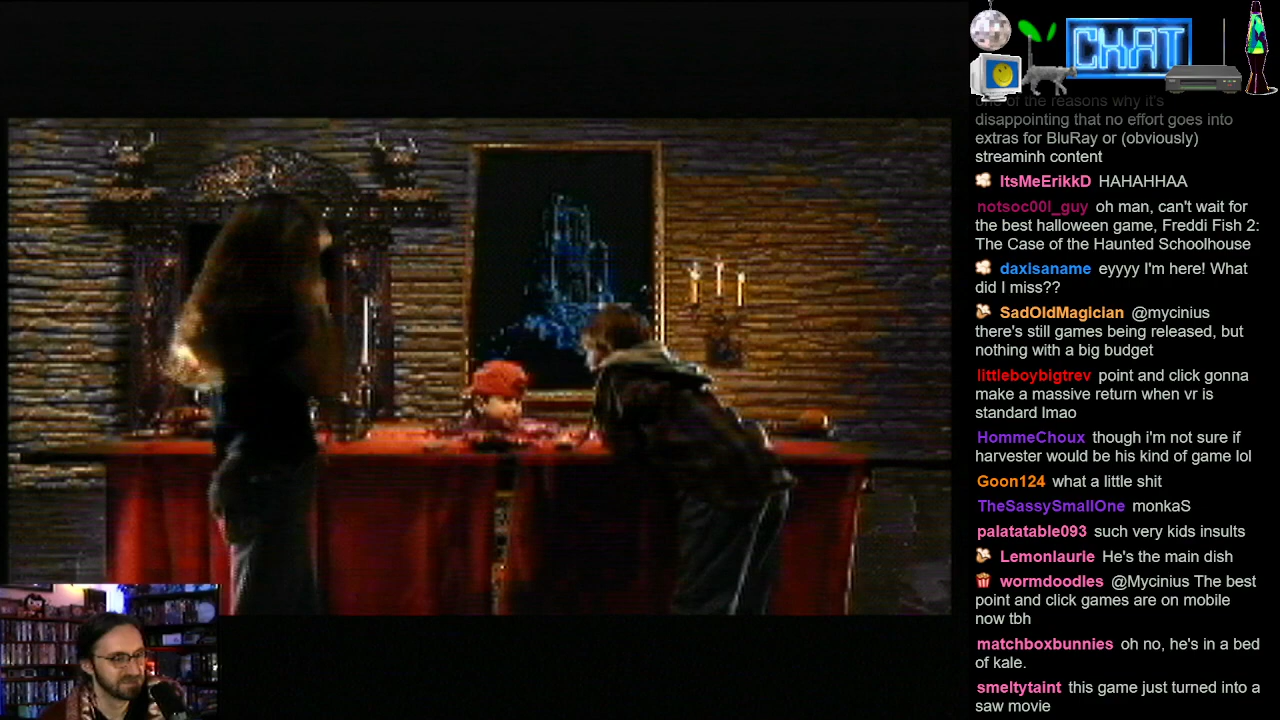 CHAT
one of the reasons why it's
disappointing that no effort goes into
extras for BluRay or (obviously)
streaminh content
ItsMeErikkD HAHAHHAA
notsoc00l_guy oh man, can't wait for
the best halloween game, Freddi Fish 2:
The Case of the Haunted Schoolhouse
daxisaname eyyyy I'm here! What
did I miss??
SadOldMagician @mycinius
there's still games being released, but
nothing with a big budget
littleboybigtrev point and click gonna
make a massive return when vr is
standard lmao
HommeChoux though i'm not sure if
harvester would be his kind of game lol
Goon124 what a little shit
TheSassySmallOne monkaS
palatatable093 such very kids insults
Lemonlaurie He's the main dish
wormdoodles @Mycinius The best
point and click games are on mobile
now tbh
matchboxbunnies oh no, he's in a bed
of kale.
smeltytaint this game just turned into a
saw movie